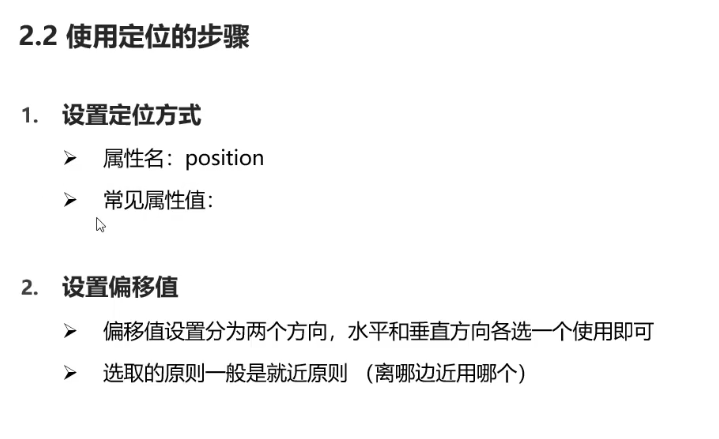 2.2 使用定位的步骤
1. 设置定位方式
➢ 属性名：position
➢ 常见属性值：
2. 设置偏移值
➢ 偏移值设置分为两个方向，水平和垂直方向各选一个使用即可
➢ 选取的原则一般是就近原则 （离哪边近用哪个）